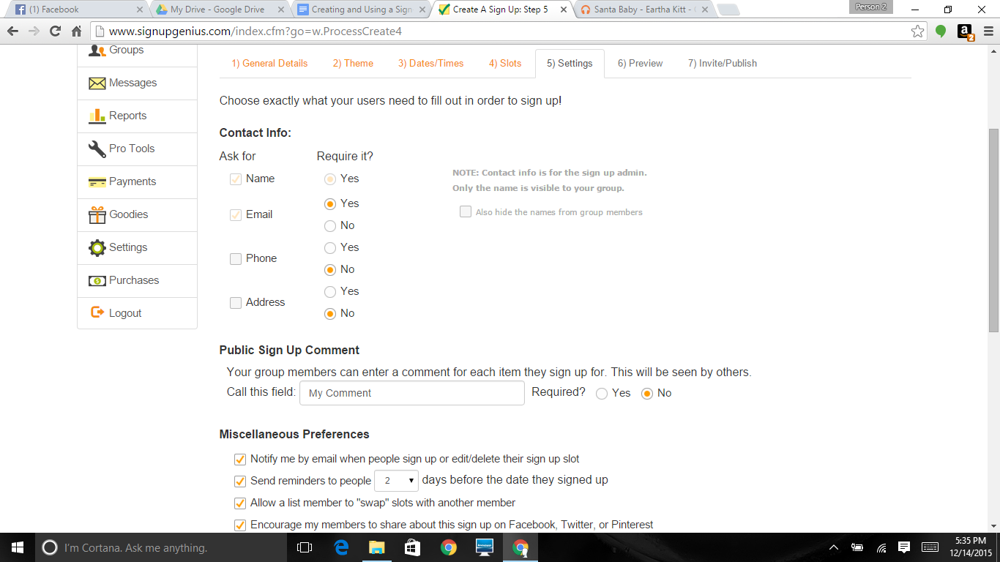 (1) Facebook
My Drive - Google Drive
Creating and Using a Sign
Create A Sign Up: Step 5
Santa Baby - Eartha Kitt -
Person 2
www.signupgenius.com/index.cfm?go=w.ProcessCreate4
2
Groups
Messages
Reports
Pro Tools
Payments
Goodies
Settings
Purchases
Logout
1) General Details 2) Theme 3) Dates/Times 4) Slots 5) Settings 6) Preview 7) Invite/Publish
Choose exactly what your users need to fill out in order to sign up!
Contact Info:
Ask for Require it?
Name Yes
Email Yes
No
Phone Yes
No
Address Yes
No
NOTE: Contact info is for the sign up admin.
Only the name is visible to your group.
Also hide the names from group members
Public Sign Up Comment
Your group members can enter a comment for each item they sign up for. This will be seen by others.
Call this field: My Comment Required? Yes No
Miscellaneous Preferences
Notify me by email when people sign up or edit/delete their sign up slot
Send reminders to people 2 days before the date they signed up
Allow a list member to "swap" slots with another member
Encourage my members to share about this sign up on Facebook, Twitter, or Pinterest
I'm Cortana. Ask me anything.
5:35 PM
12/14/2015